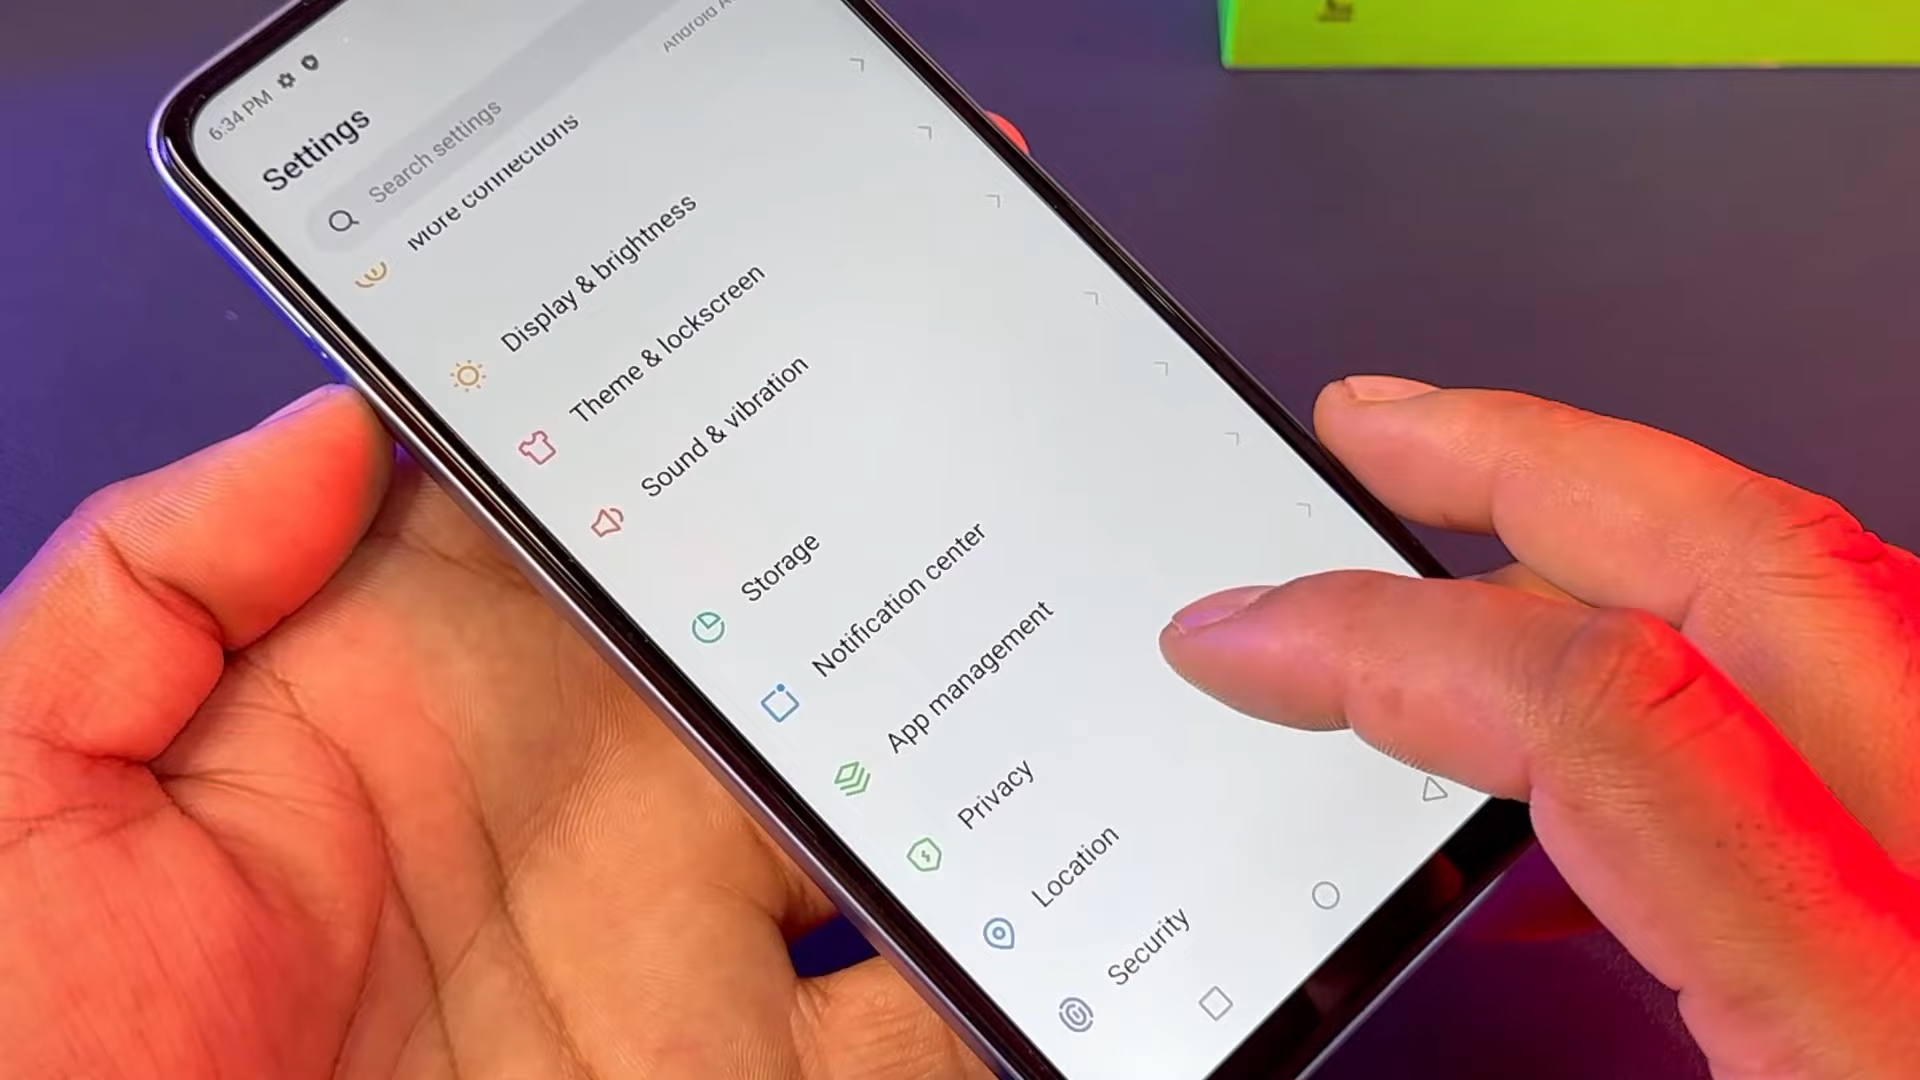 6:34 PM
Settings
Search settings
Android A
More connections
Display & brightness
Theme & lockscreen
Sound & vibration
Storage
Notification center
App management
Privacy
Location
Security